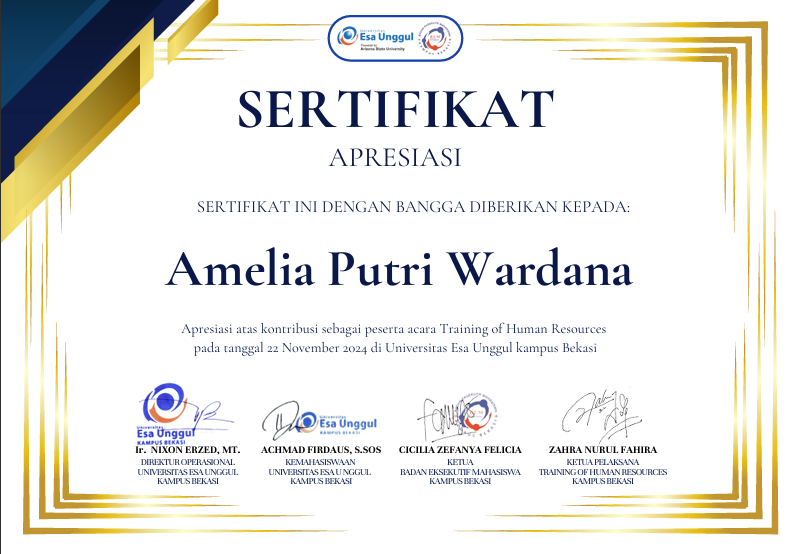 Universitas
Esa Unggul
Powered by
Arizona State University
SERTIFIKAT
APRESIASI
SERTIFIKAT INI DENGAN BANGGA DIBERIKAN KEPADA:
Amelia Putri Wardana
Apresiasi atas kontribusi sebagai peserta acara Training of Human Resources
pada tanggal 22 November 2024 di Universitas Esa Unggul kampus Bekasi
Universitas
Esa Unggul
KAMPUS BEKASI
Universitas
Esa Unggul
KAMPUS BEKASI
Ir. NIXON ERZED, MT.
DIREKTUR OPERASIONAL
UNIVERSITAS ESA UNGGUL
KAMPUS BEKASI
ACHMAD FIRDAUS, S.SOS
KEMAHASISWAAN
UNIVERSITAS ESA U NGGUL
KAMPUS BEKASI
CICILIA ZEFANYA FELICIA
KETUA
BADAN EKSEKUTIF MAHASISWA
KAMPUS BEKASI
ZAHRA NURUL FAHIRA
KETUA PELAKSANA
TRAINING OF HUMAN RESOURCES
KAMPUS BEKASI